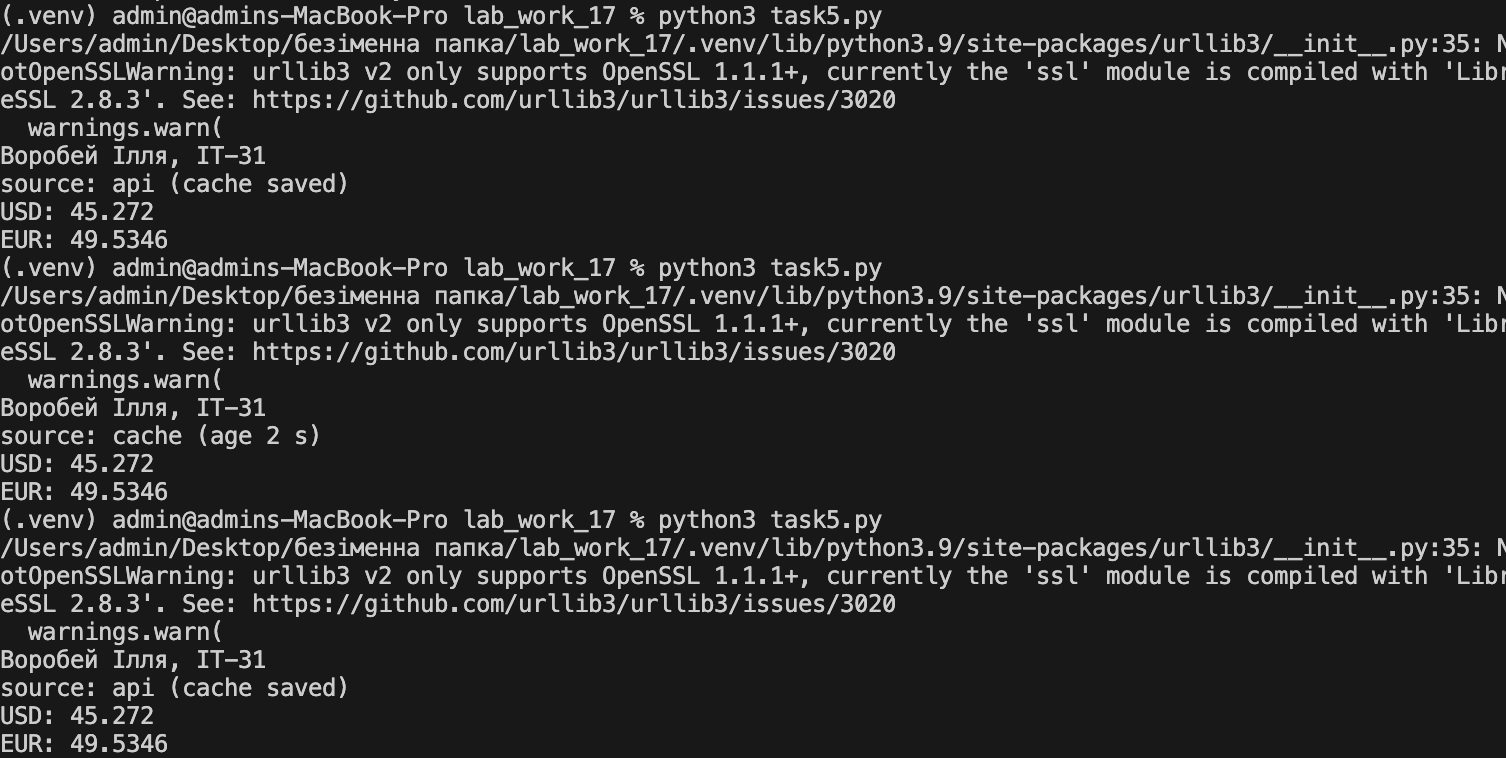 (.venv) admin@admins-MacBook-Pro lab_work_17 % python3 task5.py
/Users/admin/Desktop/безіменна папка/lab_work_17/.venv/lib/python3.9/site-packages/urllib3/__init__.py:35: N
otOpenSSLWarning: urllib3 v2 only supports OpenSSL 1.1.1+, currently the 'ssl' module is compiled with 'Libr
eSSL 2.8.3'. See: https://github.com/urllib3/urllib3/issues/3020
  warnings.warn(
Воробей Ілля, ІТ-31
source: api (cache saved)
USD: 45.272
EUR: 49.5346
(.venv) admin@admins-MacBook-Pro lab_work_17 % python3 task5.py
/Users/admin/Desktop/безіменна папка/lab_work_17/.venv/lib/python3.9/site-packages/urllib3/__init__.py:35: N
otOpenSSLWarning: urllib3 v2 only supports OpenSSL 1.1.1+, currently the 'ssl' module is compiled with 'Libr
eSSL 2.8.3'. See: https://github.com/urllib3/urllib3/issues/3020
  warnings.warn(
Воробей Ілля, ІТ-31
source: cache (age 2 s)
USD: 45.272
EUR: 49.5346
(.venv) admin@admins-MacBook-Pro lab_work_17 % python3 task5.py
/Users/admin/Desktop/безіменна папка/lab_work_17/.venv/lib/python3.9/site-packages/urllib3/__init__.py:35: N
otOpenSSLWarning: urllib3 v2 only supports OpenSSL 1.1.1+, currently the 'ssl' module is compiled with 'Libr
eSSL 2.8.3'. See: https://github.com/urllib3/urllib3/issues/3020
  warnings.warn(
Воробей Ілля, ІТ-31
source: api (cache saved)
USD: 45.272
EUR: 49.5346